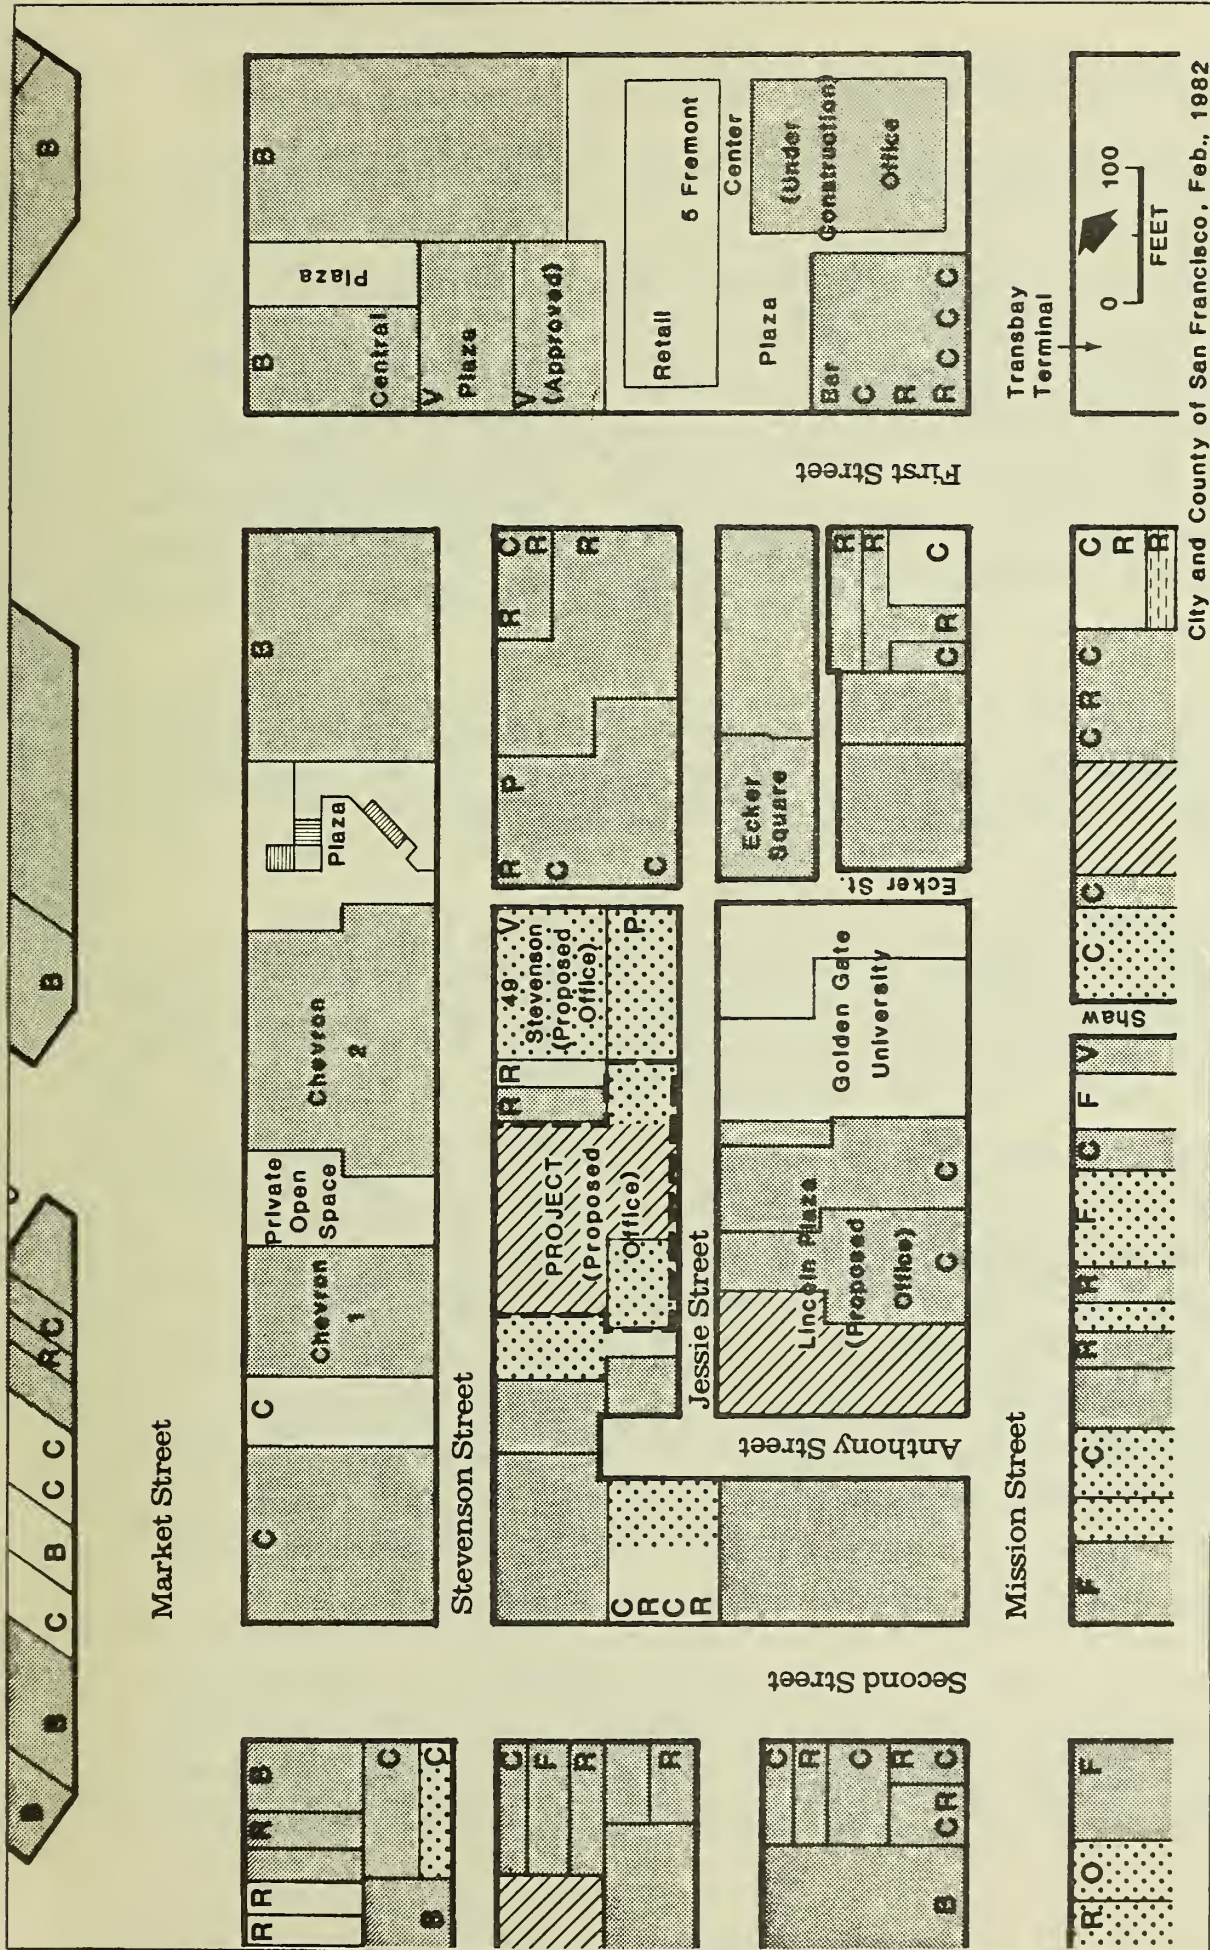 B
B
B
R
C
C
C
B
C
B
B
Market Street
B
B
Plaza
Central
V
Plaza
V
(Approved)
5 Fremont
Center
Retail
Plaza
(Under
Construction)
Office
Bar
C
R
R C C C
Transbay
Terminal
0 100
FEET
City and County of San Francisco, Feb., 1982
First Street
B
Plaza
Chevron
2
Private
Open
Space
Chevron
1
C
C
Stevenson Street
R C
R
R
P
R
C
C
V
49
Stevenson
(Proposed
Office)
P
R R
PROJECT
(Proposed
Office)
Jessie Street
Ecker
Square
Ecker St.
R
R
C
C R
Golden Gate
University
Lincoln Plaza
(Proposed
Office)
C
C
Anthony Street
C
R
C
R
Mission Street
C
R
R
C R C
C
C
Shaw
V
F
C
F
R
R
C
F
Second Street
B
R
R R
C
C
B
C
F
R
R
C
R
C
R
C R C
B
F
O
R